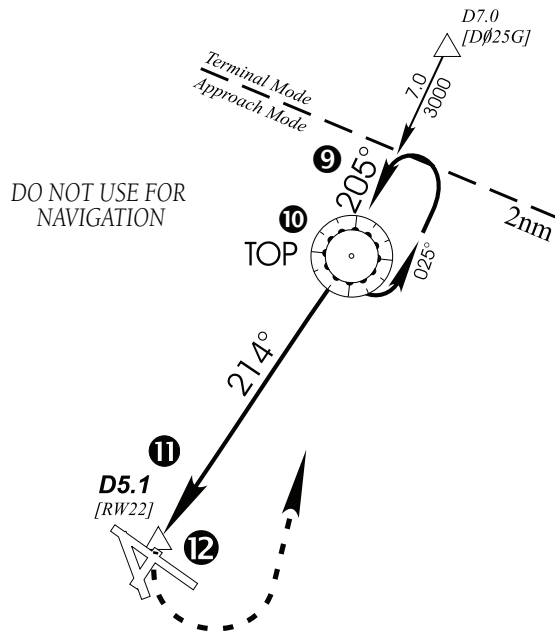 D7.0
[DØ25G]
7.0
3000
Terminal Mode
Approach Mode
9
205°
DO NOT USE FOR
NAVIGATION
10
TOP
2nm
025°
214°
11
D5.1
[RW22]
12